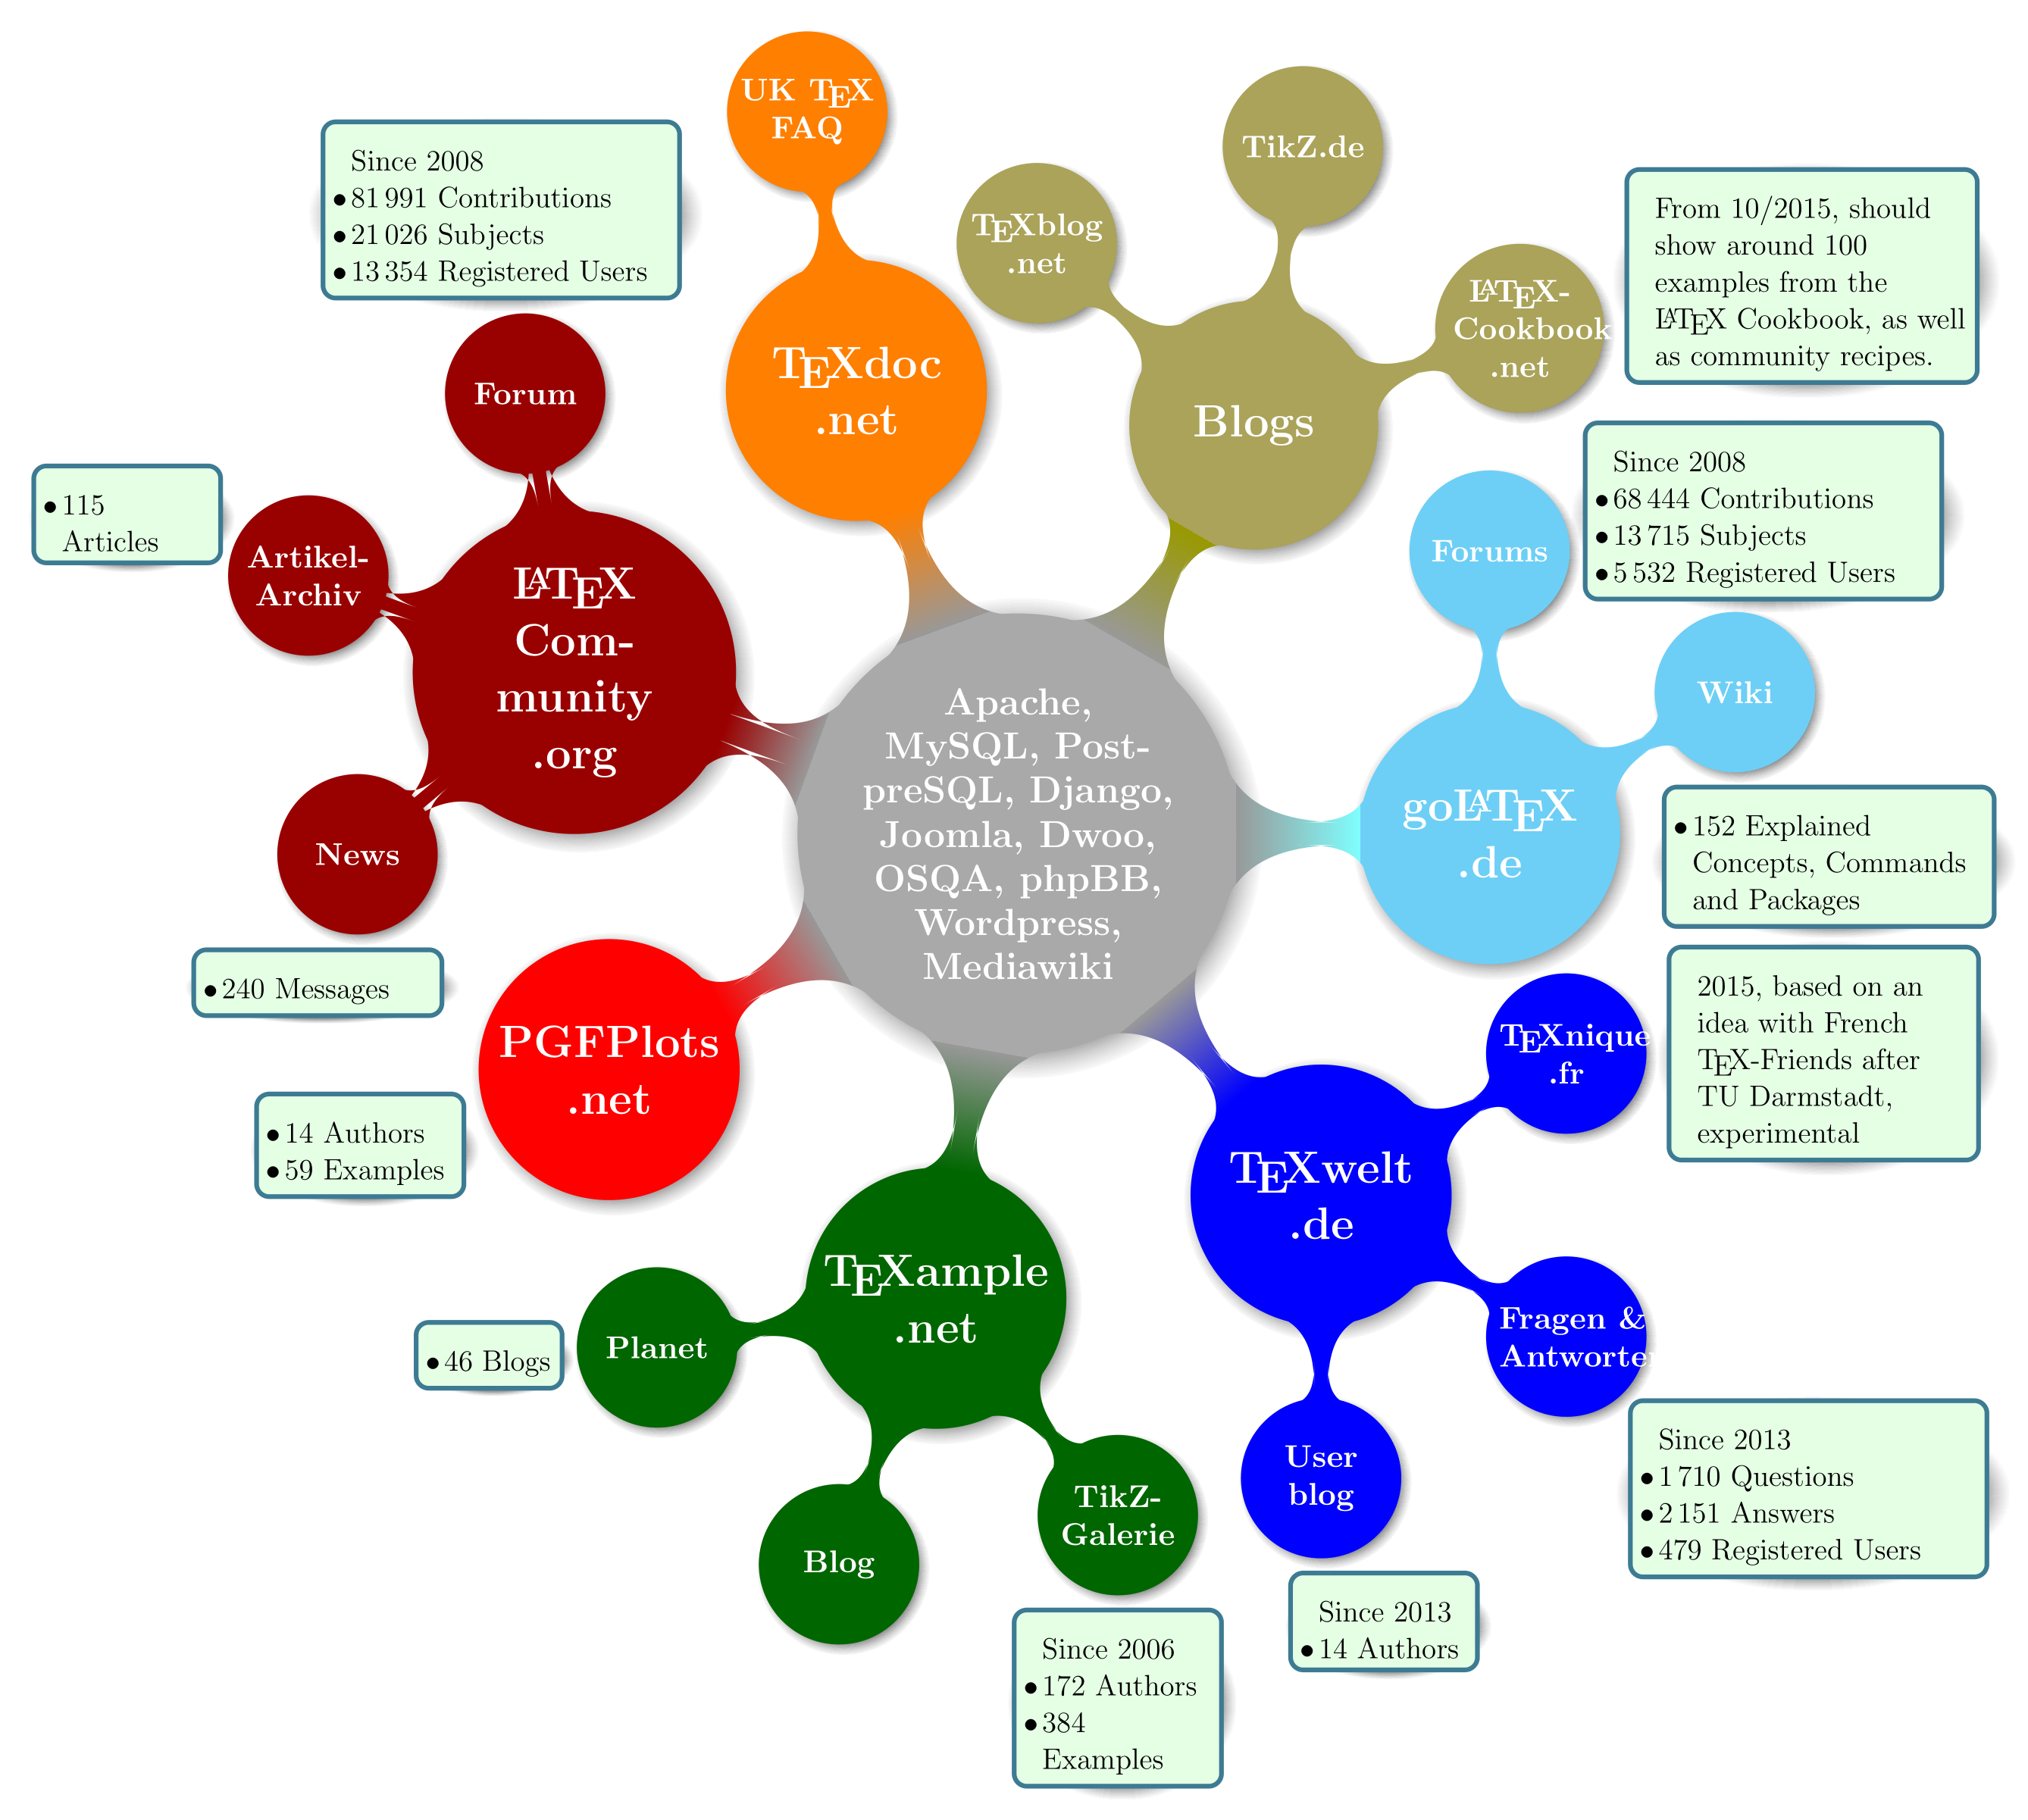 UK TEX
FAQ
TikZ.de
Since 2008
• 81 991 Contributions
• 21 026 Subjects
• 13 354 Registered Users
TEXblog
.net
LATEX-
Cookbook
.net
From 10/2015, should
show around 100
examples from the
LATEX Cookbook, as well
as community recipes.
TEXdoc
.net
Blogs
Forum
Forums
Since 2008
• 68 444 Contributions
• 13 715 Subjects
• 5 532 Registered Users
• 115
Articles
Artikel-
Archiv
LATEX
Com-
munity
.org
Wiki
Apache,
MySQL, Post-
preSQL, Django,
Joomla, Dwoo,
OSQA, phpBB,
Wordpress,
Mediawiki
goLATEX
.de
• 152 Explained
Concepts, Commands
and Packages
News
• 240 Messages
PGFPlots
.net
TEXnique
.fr
2015, based on an
idea with French
TEX-Friends after
TU Darmstadt,
experimental
• 14 Authors
• 59 Examples
TEXwelt
.de
TEXample
.net
Planet
• 46 Blogs
Fragen &
Antworten
Since 2013
• 1 710 Questions
• 2 151 Answers
• 479 Registered Users
User
blog
TikZ-
Galerie
Blog
Since 2013
• 14 Authors
Since 2006
• 172 Authors
• 384
Examples